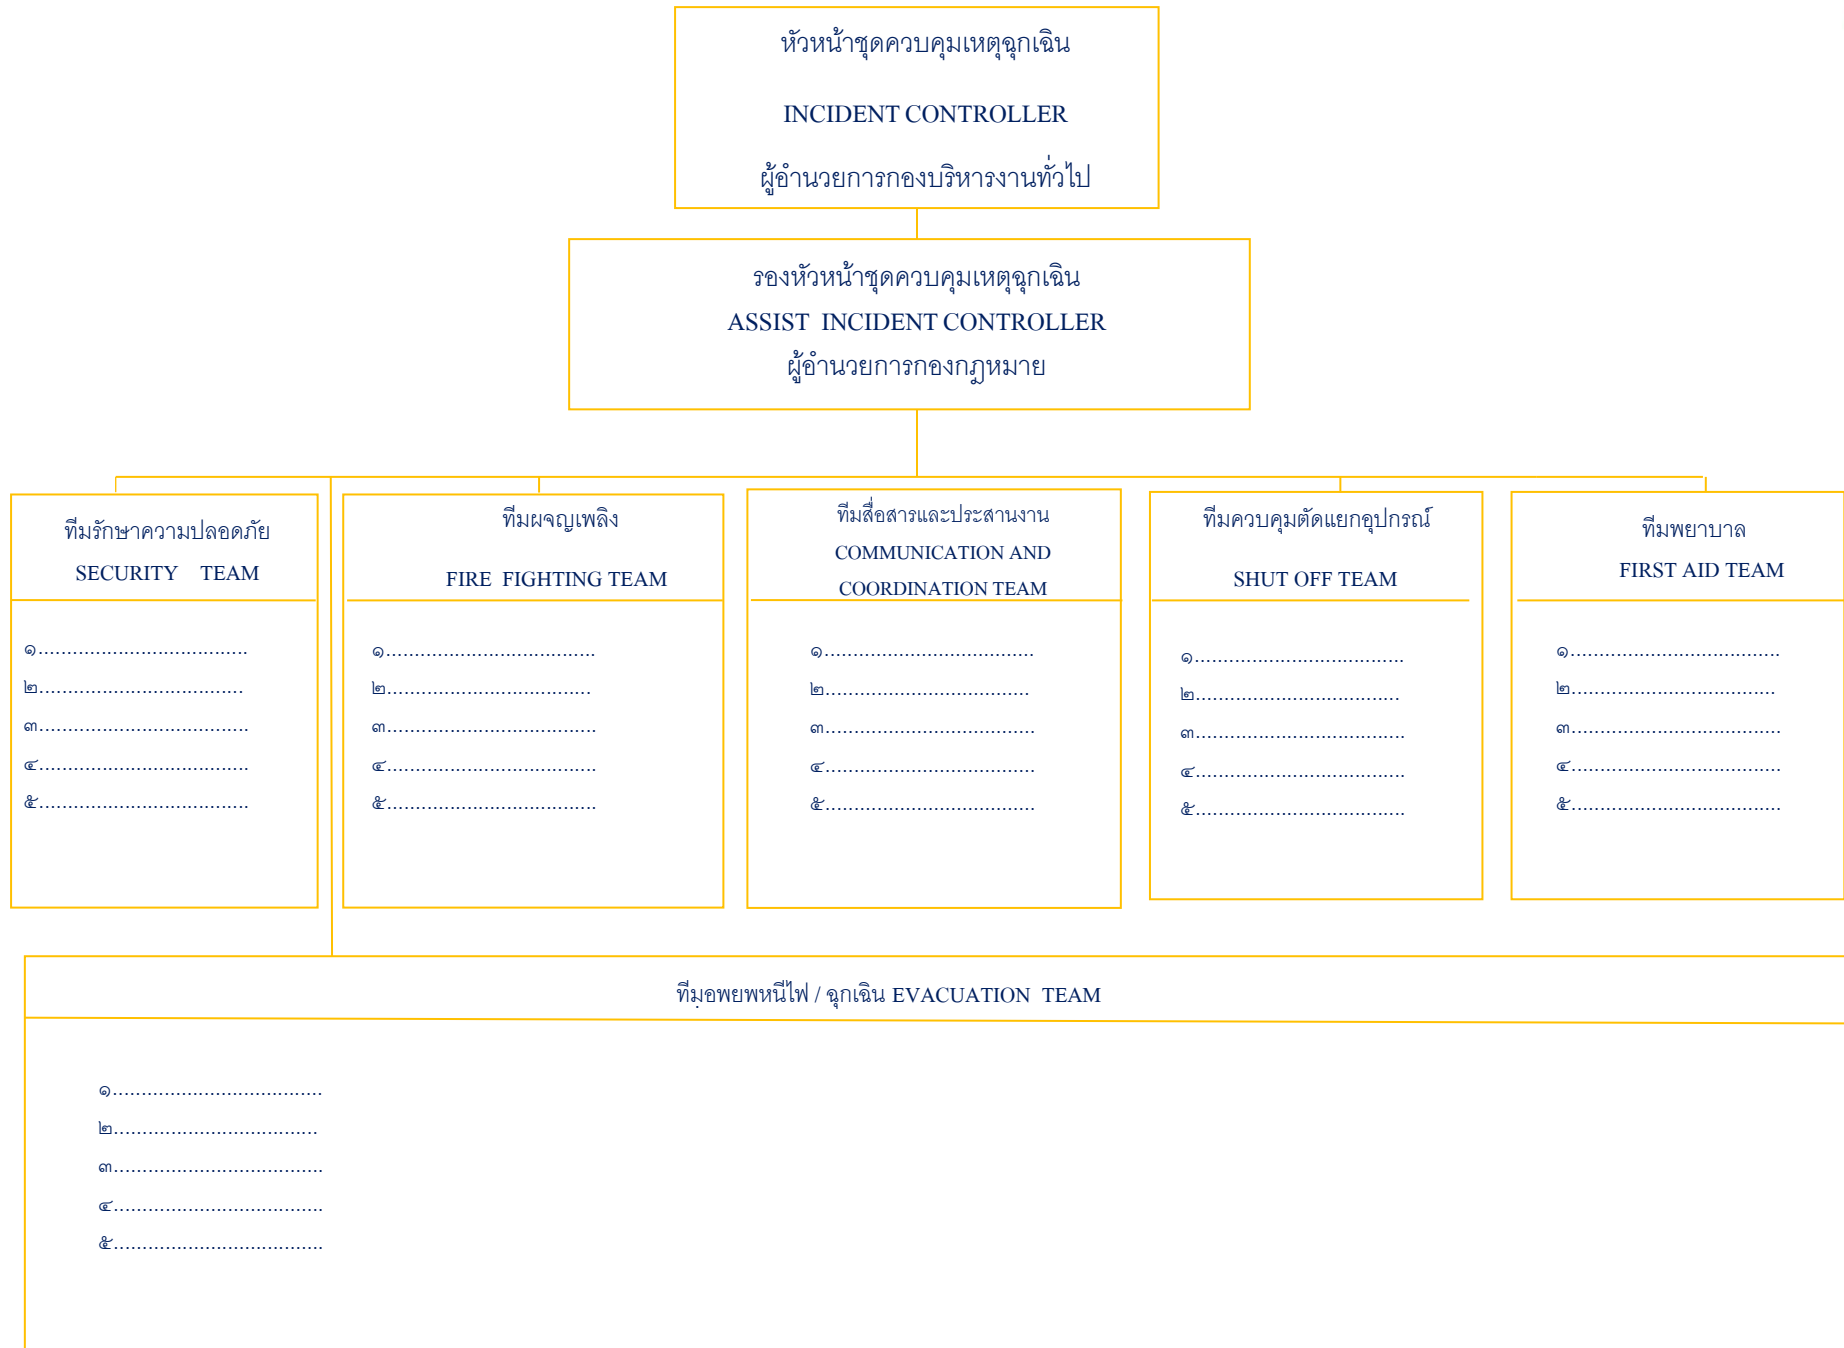 หัวหน้าชุดควบคุมเหตุฉุกเฉิน
INCIDENT CONTROLLER
ผู้อำนวยการกองบริหารงานทั่วไป
รองหัวหน้าชุดควบคุมเหตุฉุกเฉิน
ASSIST INCIDENT CONTROLLER
ผู้อำนวยการกองกฎหมาย
ทีมรักษาความปลอดภัย
SECURITY TEAM
๑.....................................
๒....................................
๓.....................................
๔.....................................
๕.....................................
ทีมผจญเพลิง
FIRE FIGHTING TEAM
๑.....................................
๒....................................
๓.....................................
๔.....................................
๕.....................................
ทีมสื่อสารและประสานงาน
COMMUNICATION AND
COORDINATION TEAM
๑.....................................
๒....................................
๓.....................................
๔.....................................
๕.....................................
ทีมควบคุมตัดแยกอุปกรณ์
SHUT OFF TEAM
๑.....................................
๒....................................
๓.....................................
๔.....................................
๕.....................................
ทีมพยาบาล
FIRST AID TEAM
๑.....................................
๒....................................
๓.....................................
๔.....................................
๕.....................................
ทีมอพยพหนีไฟ / ฉุกเฉิน EVACUATION TEAM
๑.....................................
๒....................................
๓.....................................
๔.....................................
๕.....................................